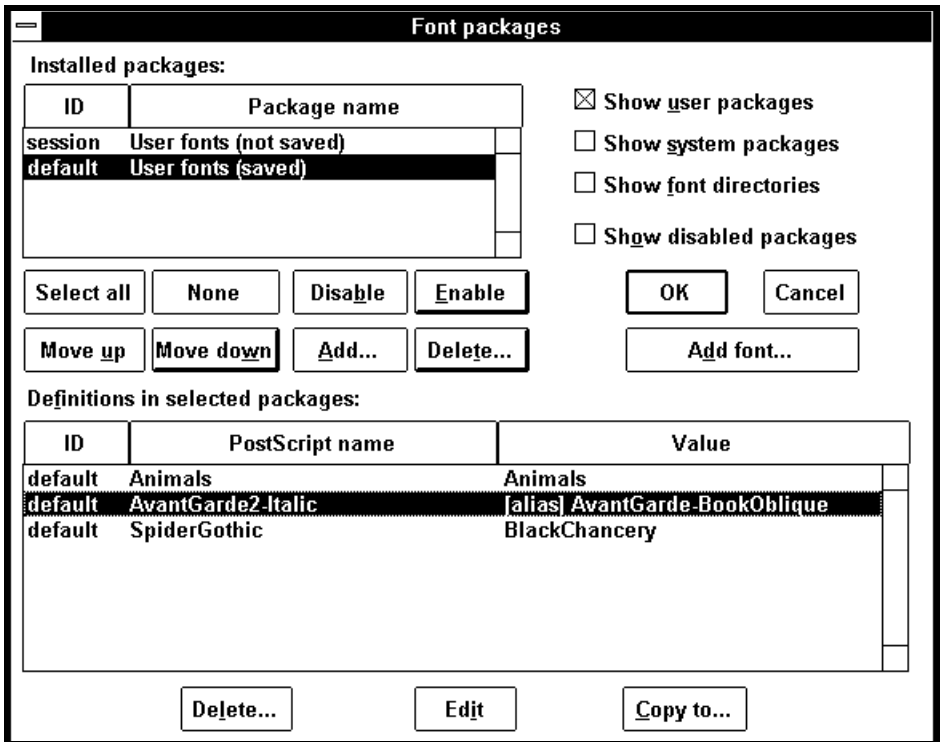 Font packages
Installed packages:
ID Package name
session User fonts (not saved)
default User fonts (saved)
Show user packages
Show system packages
Show font directories
Show disabled packages
Select all None Disable Enable OK Cancel
Move up Move down Add... Delete... Add font...
Definitions in selected packages:
ID PostScript name Value
default Animals Animals
default AvantGarde2-Italic [alias] AvantGarde-BookOblique
default SpiderGothic BlackChancery
Delete... Edit Copy to...